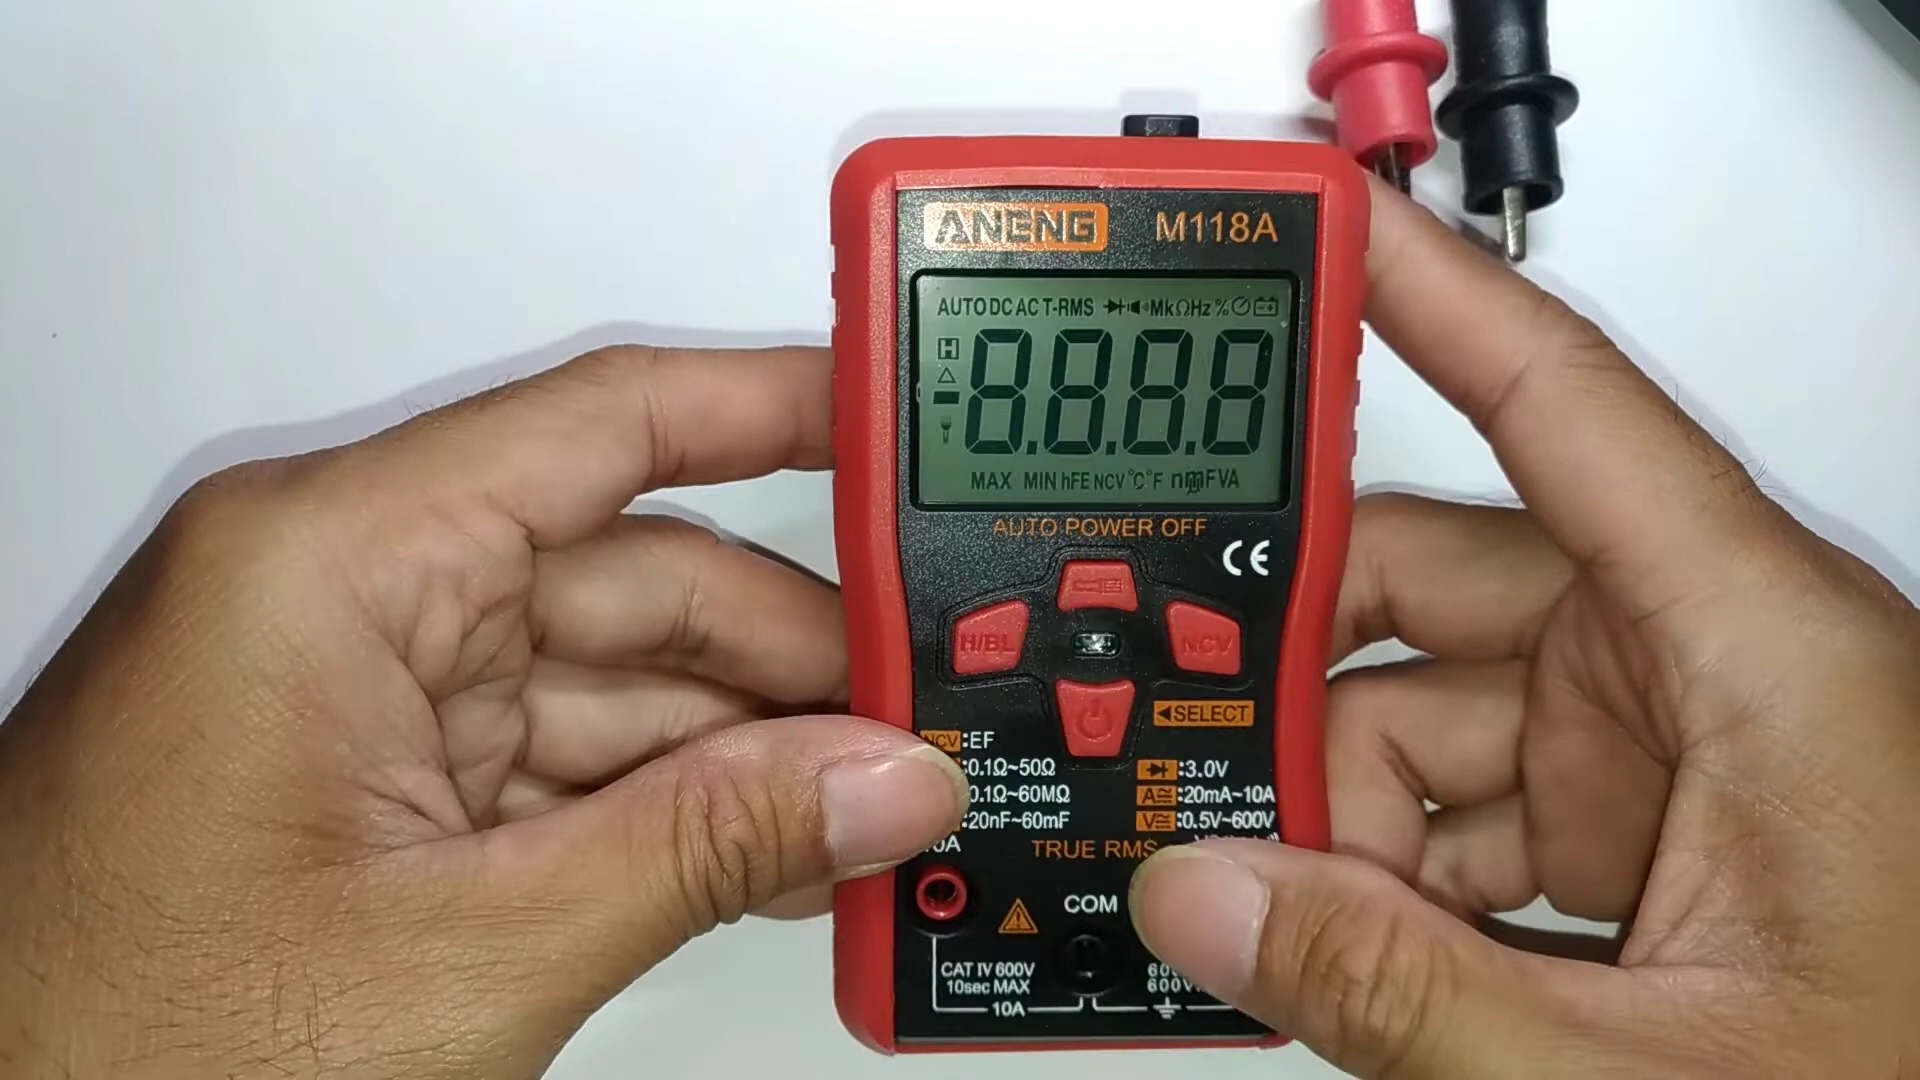 ANENG M118A
AUTO DC AC T-RMS MkΩHz %
H
8.8.8.8
MAX MIN hFE NCV °C°F nmFVA
AUTO POWER OFF
CE
H/BL
NCV
◄SELECT
NCV:EF
:0.1Ω~50Ω :3.0V
0.1Ω~60MΩ A≂:20mA~10A
:20nF~60mF V≂:0.5V~600V
TRUE RMS
COM
CAT IV 600V
10sec MAX
10A